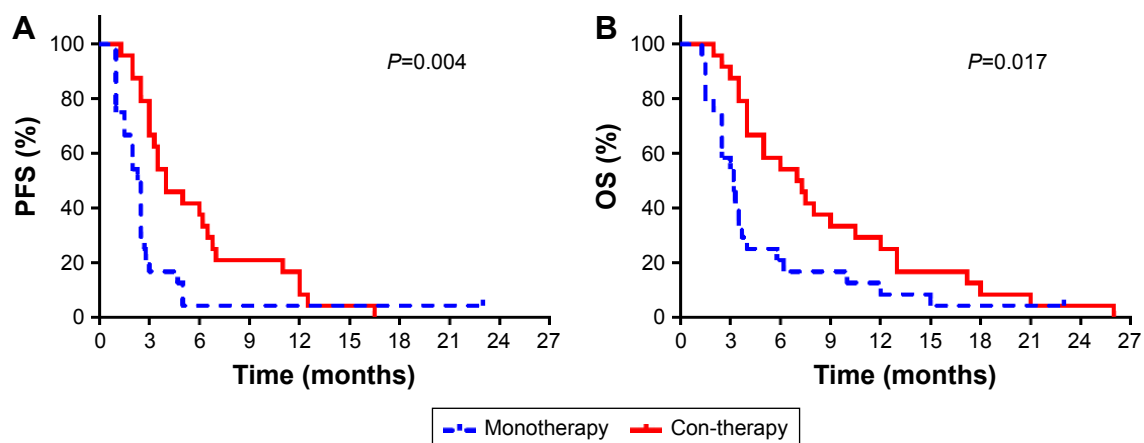 A
B
P=0.004
P=0.017
PFS (%)
100
80
60
40
20
0
0 3 6 9 12 15 18 21 24 27
Time (months)
OS (%)
100
80
60
40
20
0
0 3 6 9 12 15 18 21 24 27
Time (months)
Monotherapy Con-therapy